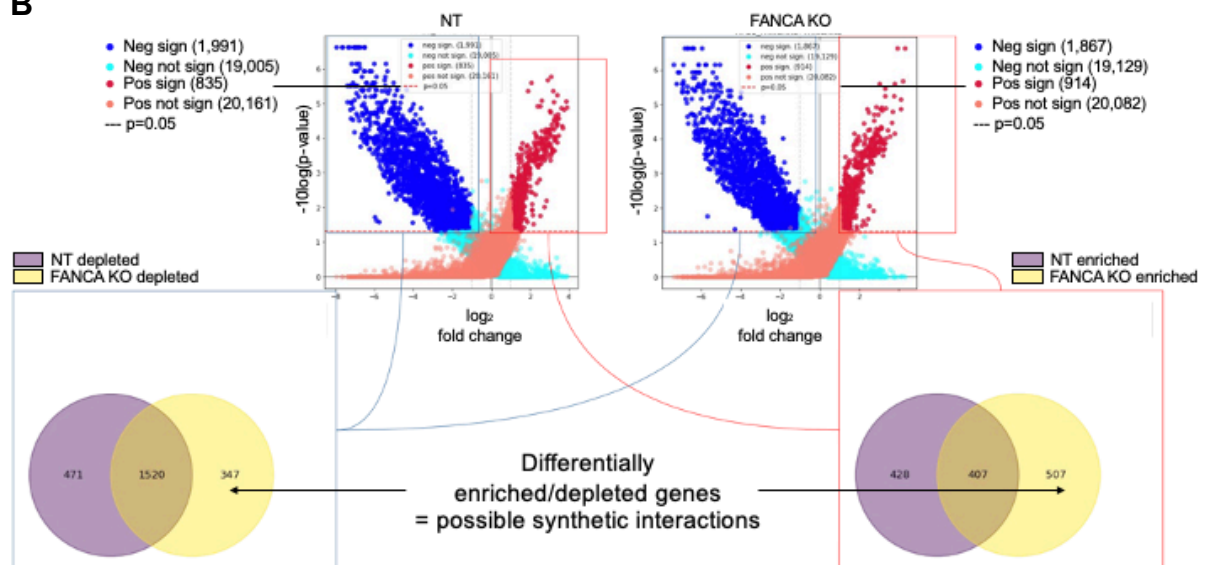 B
NT
FANCA KO
Neg sign (1,991)
Neg not sign (19,005)
Pos sign (835)
Pos not sign (20,161)
--- p=0.05
neg sign. (1,991)
neg not sign. (19,005)
pos sign. (835)
pos not sign. (20,161)
p=0.05
-10log(p-value)
6
5
4
3
2
1
0
-8
-6
-4
-2
0
2
4
log2
fold change
neg sign. (1,867)
neg not sign. (19,129)
pos sign. (914)
pos not sign. (20,082)
p=0.05
-10log(p-value)
6
5
4
3
2
1
0
-6
-4
-2
0
2
4
log2
fold change
Neg sign (1,867)
Neg not sign (19,129)
Pos sign (914)
Pos not sign (20,082)
--- p=0.05
NT depleted
FANCA KO depleted
NT enriched
FANCA KO enriched
471
1520
347
Differentially
enriched/depleted genes
= possible synthetic interactions
428
407
507